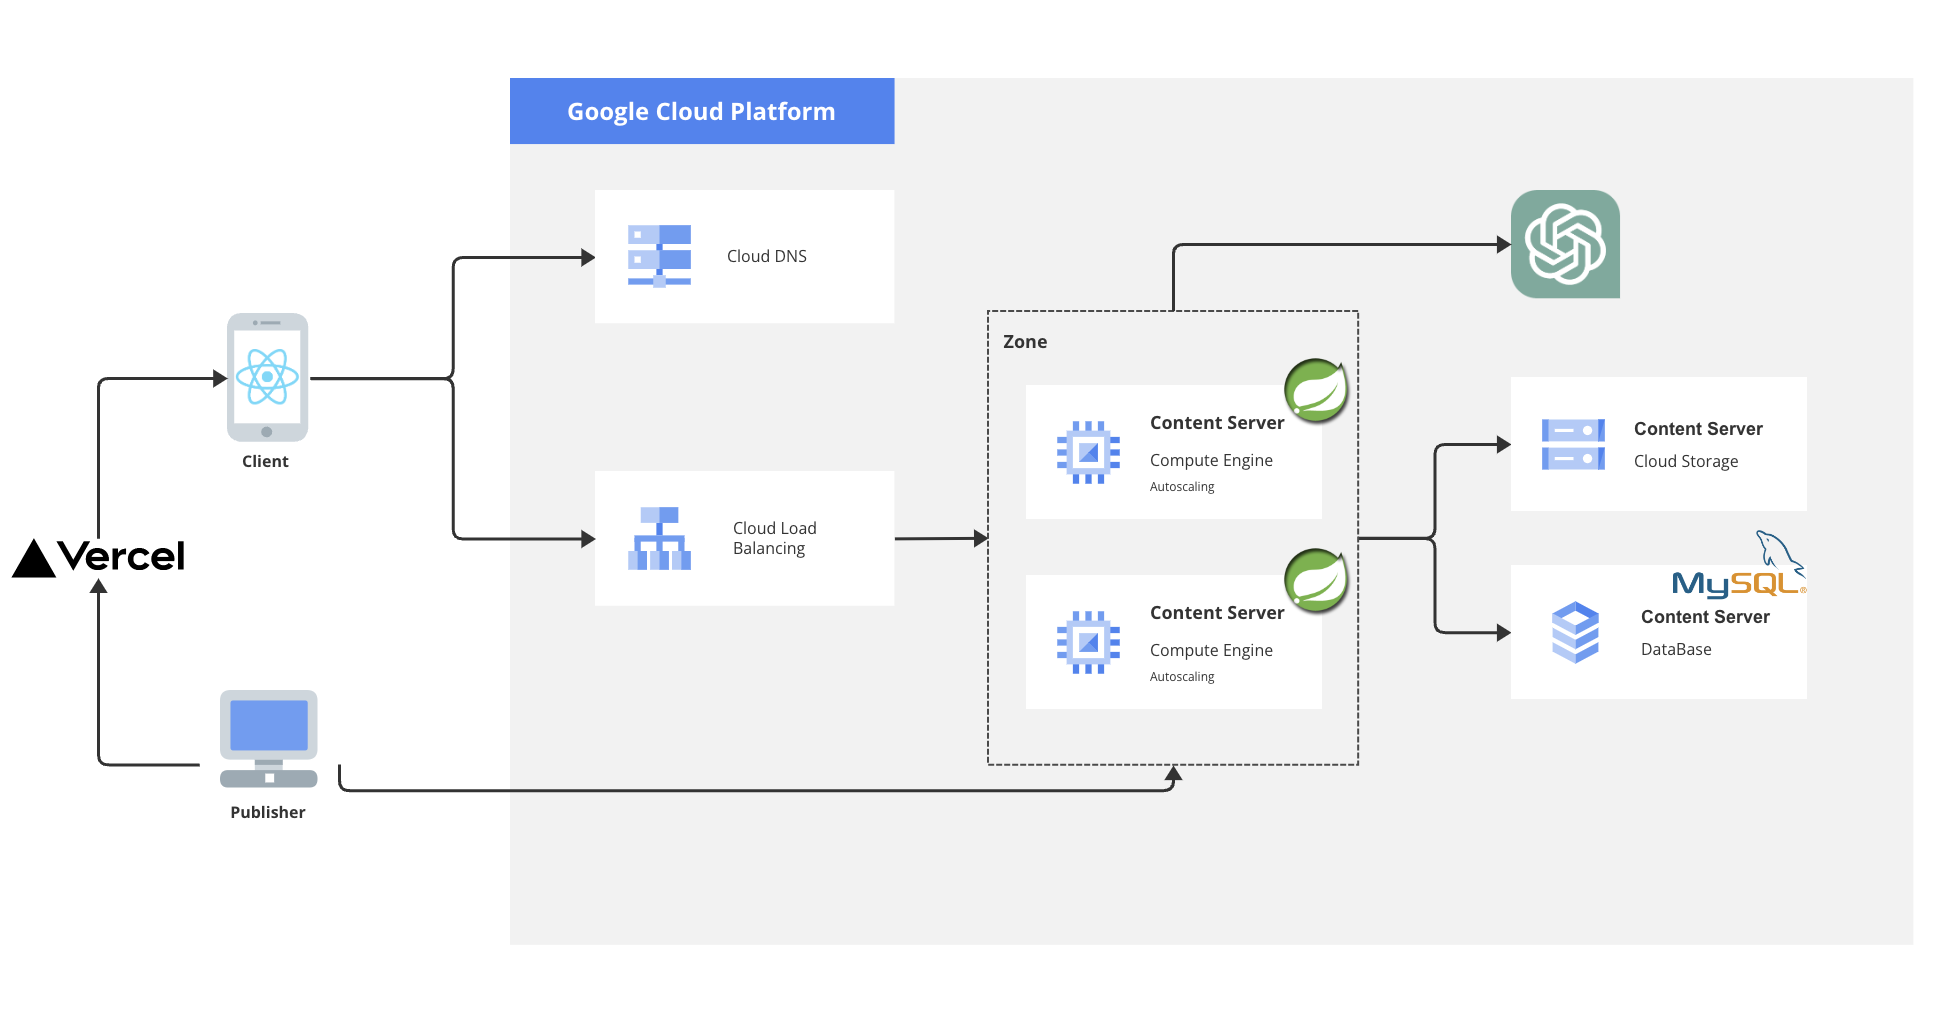 Google Cloud Platform
Cloud DNS
Zone
Content Server
Compute Engine
Autoscaling
Content Server
Cloud Storage
Client
Cloud Load
Balancing
Vercel
MySQL®
Content Server
Compute Engine
Autoscaling
Content Server
DataBase
Publisher